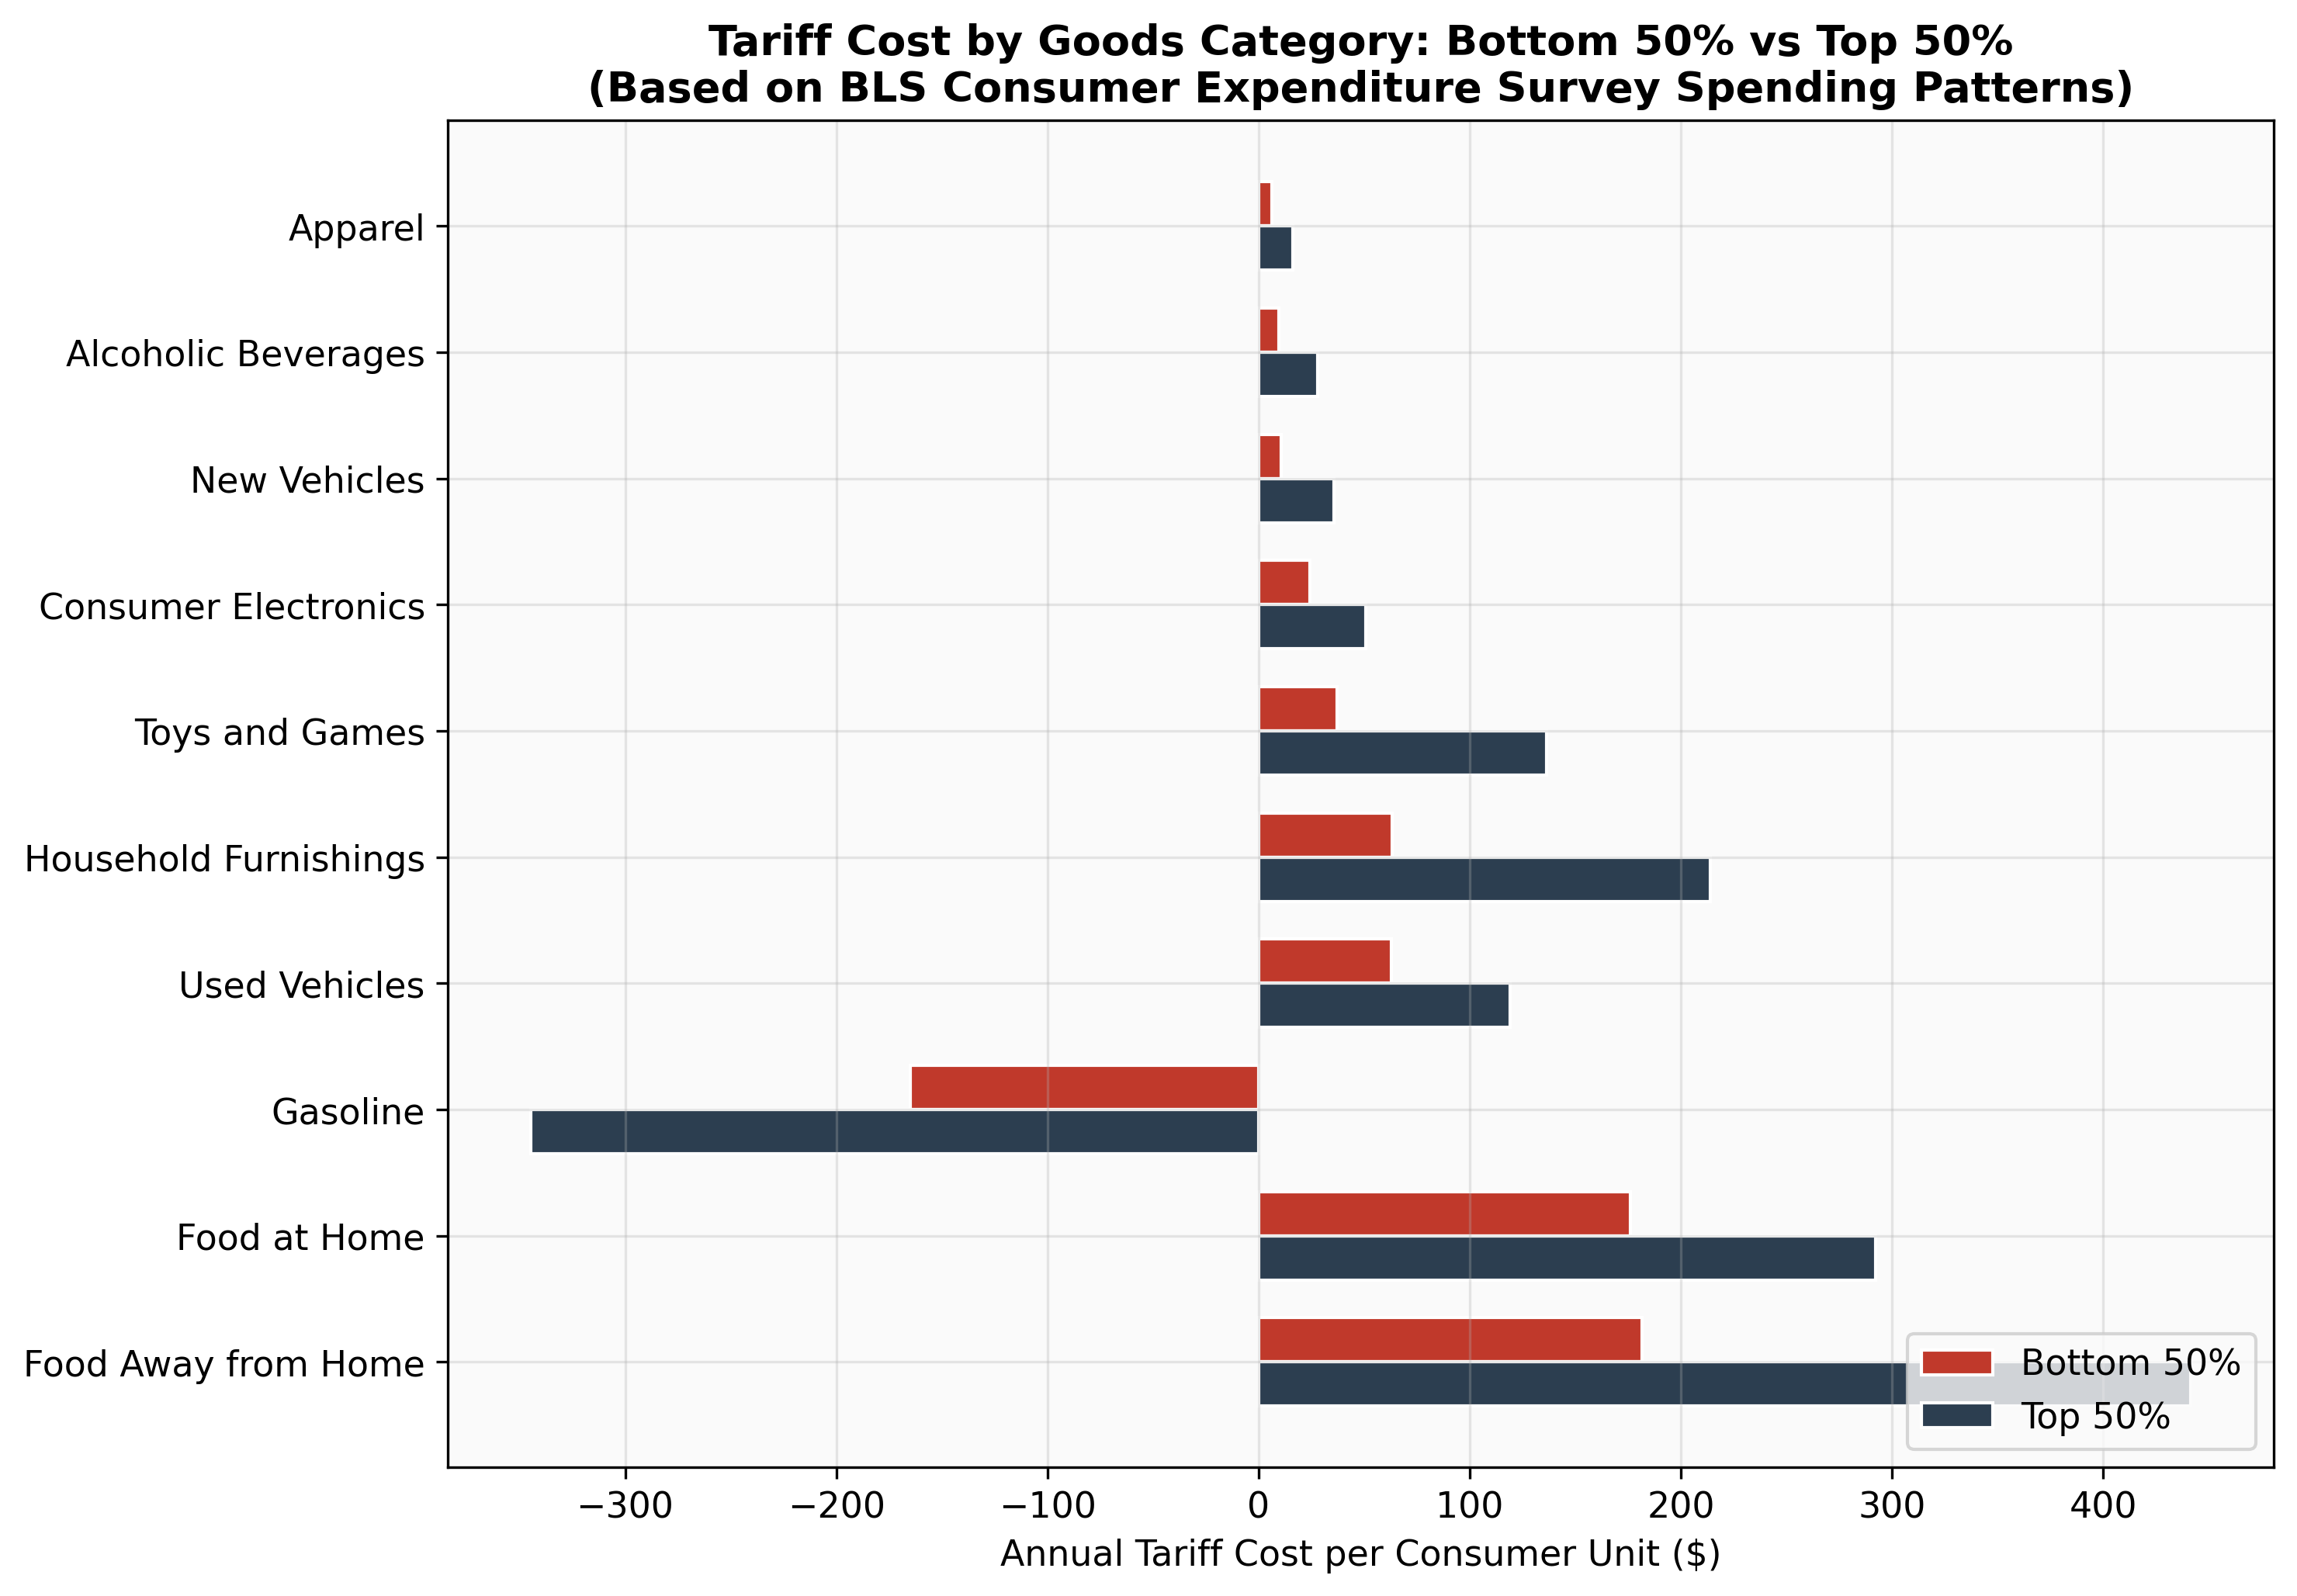 Tariff Cost by Goods Category: Bottom 50% vs Top 50%
(Based on BLS Consumer Expenditure Survey Spending Patterns)
Apparel
Alcoholic Beverages
New Vehicles
Consumer Electronics
Toys and Games
Household Furnishings
Used Vehicles
Gasoline
Food at Home
Food Away from Home
Bottom 50%
Top 50%
−300 −200 −100 0 100 200 300 400
Annual Tariff Cost per Consumer Unit ($)